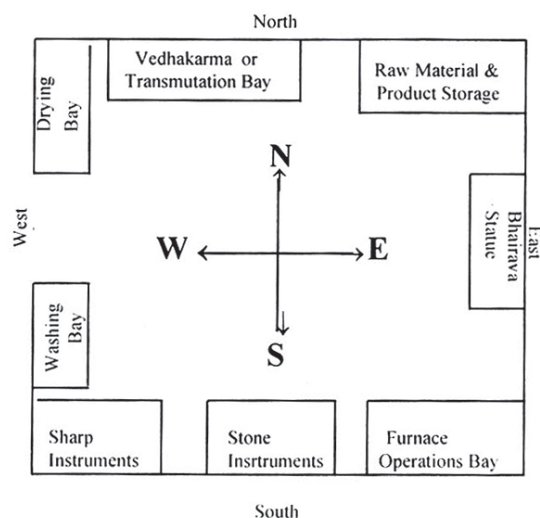 North
Vedhakarma or
Transmutation Bay
Raw Material &
Product Storage
Drying
Bay
N
West
W
E
Bhairava
Statue
East
Washing
Bay
S
Sharp
Instruments
Stone
Insrtruments
Furnace
Operations Bay
South